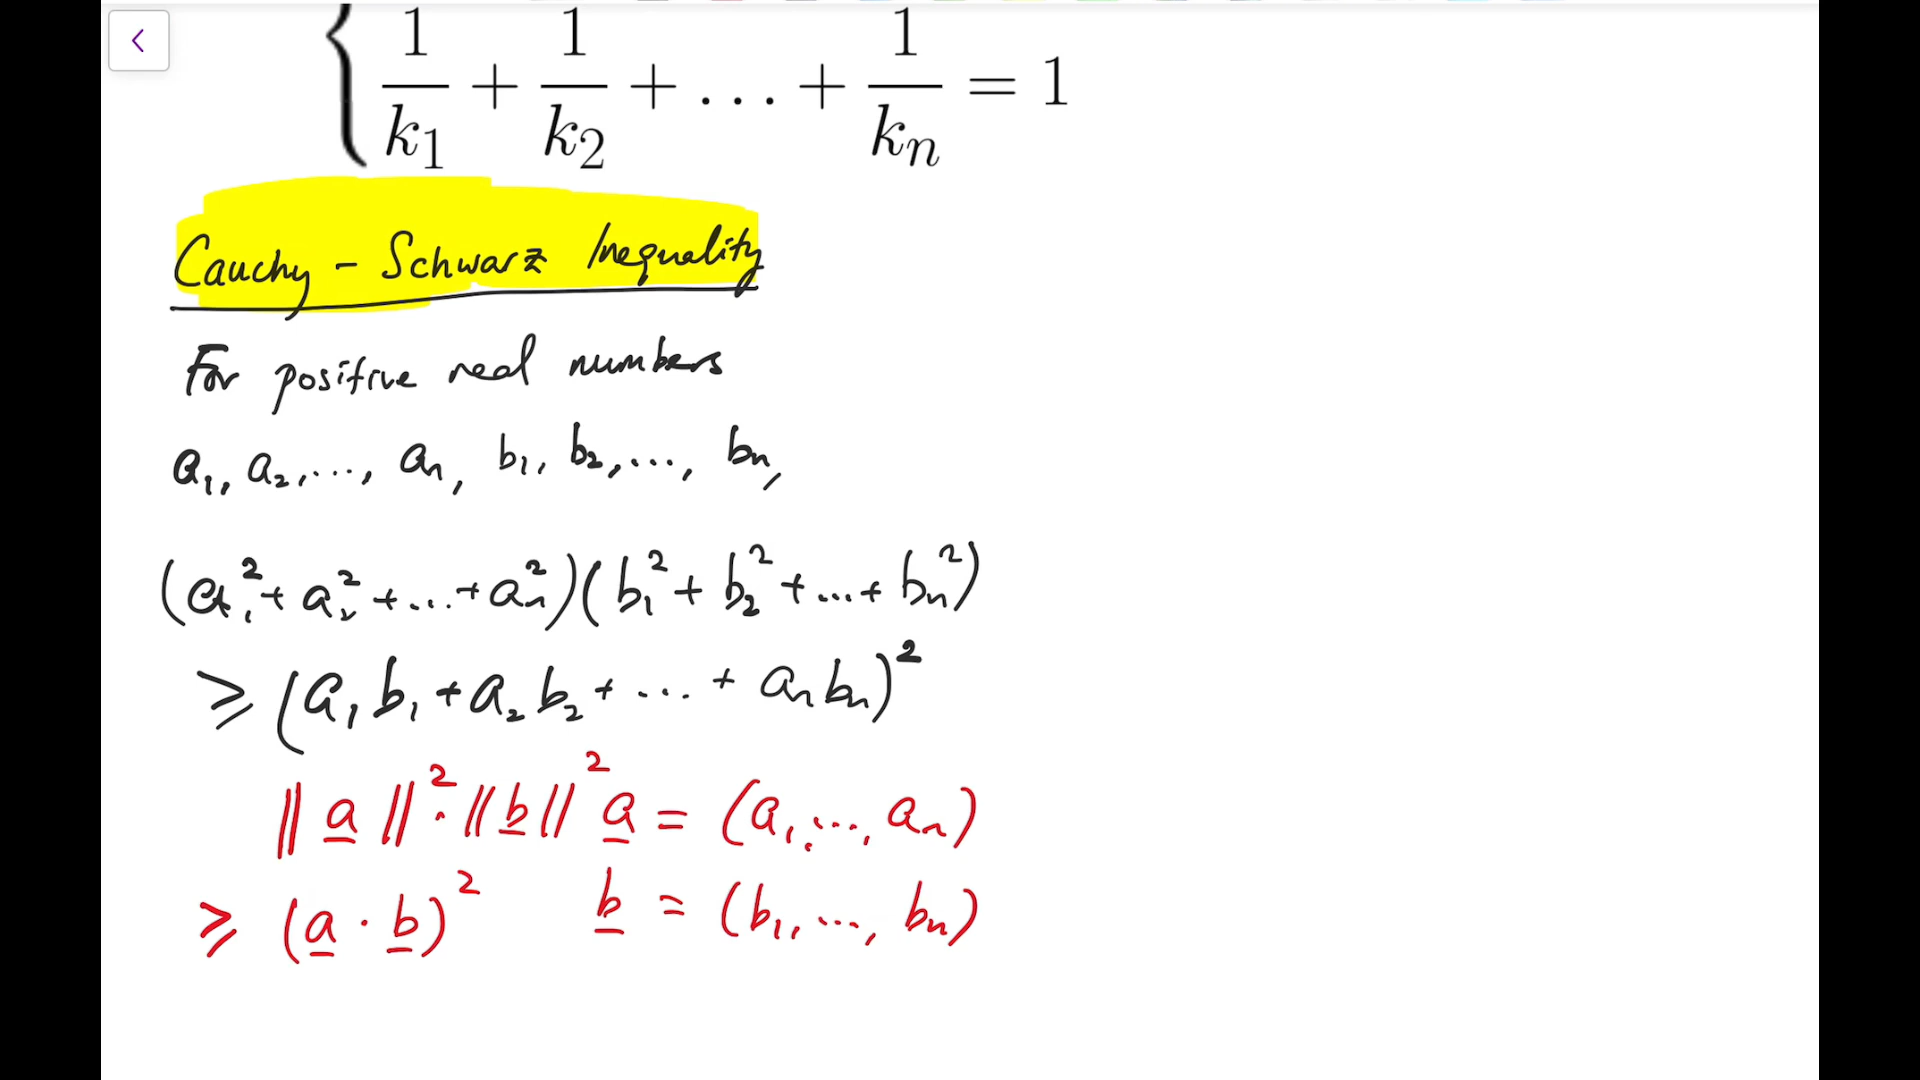 1/k₁ + 1/k₂ + ... + 1/kₙ = 1
Cauchy - Schwarz Inequality
For positive real numbers
a₁, a₂, ..., aₙ, b₁, b₂, ..., bₙ,
(a₁² + a₂² + ... + aₙ²)(b₁² + b₂² + ... + bₙ²)
≥ (a₁b₁ + a₂b₂ + ... + aₙbₙ)²
||a||² · ||b||² a = (a₁, ..., aₙ)
≥ (a · b)² b = (b₁, ..., bₙ)